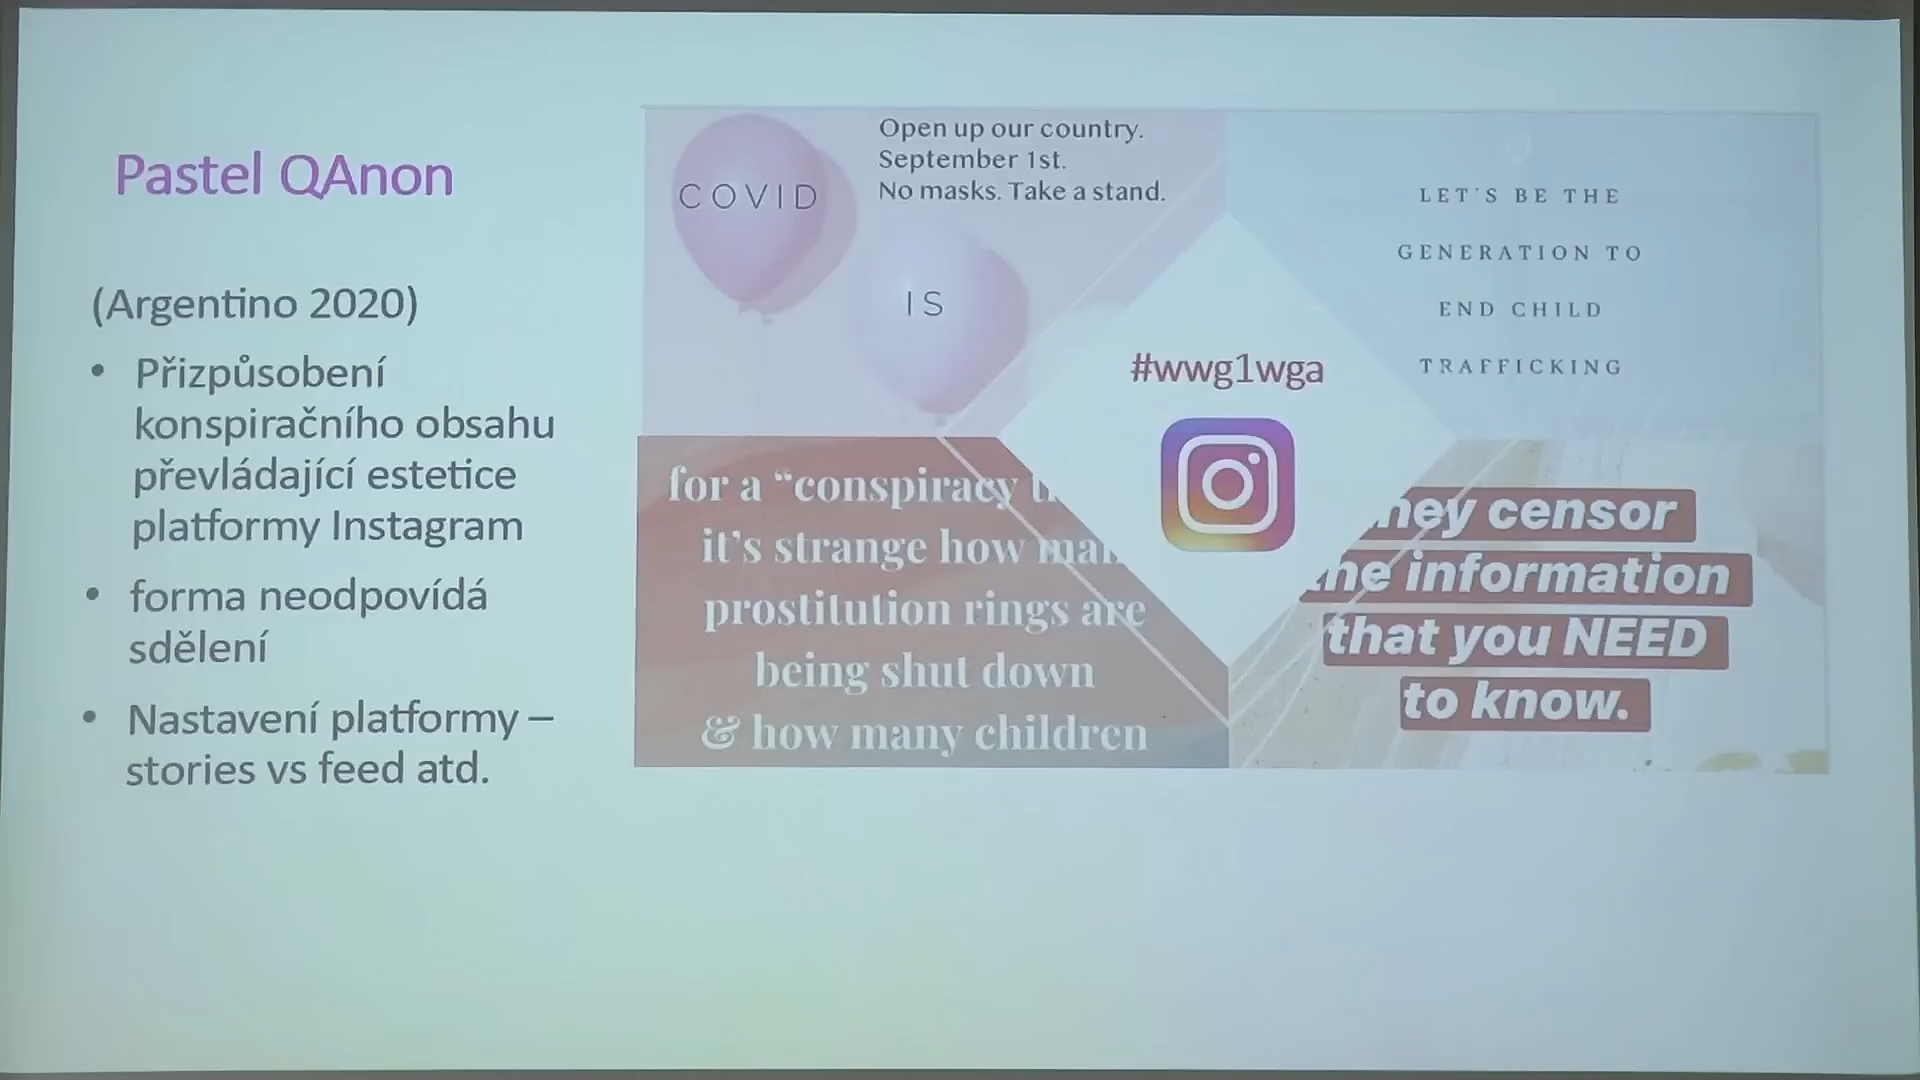 Pastel QAnon
(Argentino 2020)
• Přizpůsobení
konspiračního obsahu
převládající estetice
platformy Instagram
• forma neodpovídá
sdělení
• Nastavení platformy –
stories vs feed atd.
COVID
IS
Open up our country.
September 1st.
No masks. Take a stand.
LET'S BE THE
GENERATION TO
END CHILD
TRAFFICKING
#wwg1wga
for a “conspiracy
it's strange how
prostitution rings are
being shut down
& how many children
censor
information
that you NEED
to know.